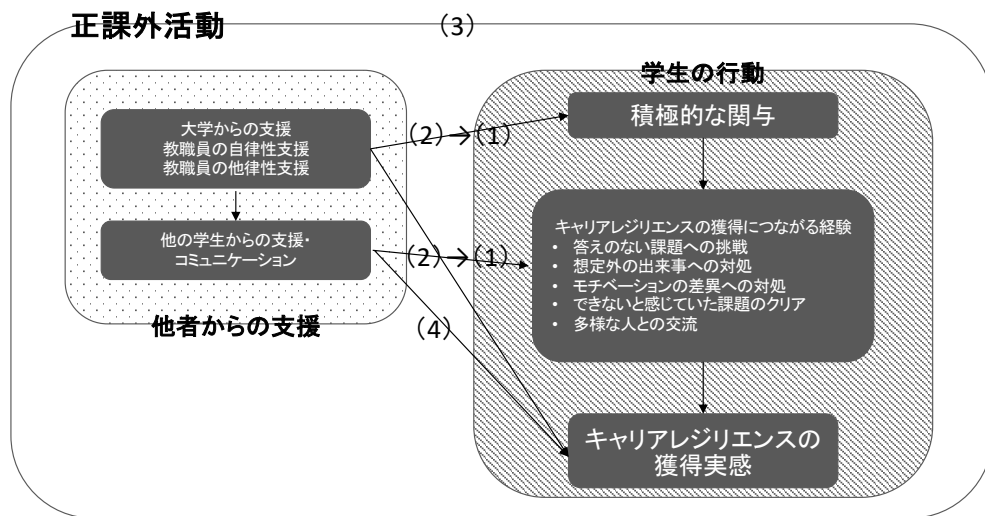 正課外活動
(3)
学生の行動
大学からの支援
教職員の自律性支援
教職員の他律性支援
(2)→(1)
積極的な関与
他の学生からの支援・
コミュニケーション
(2)→(1)
キャリアレジリエンスの獲得につながる経験
• 答えのない課題への挑戦
• 想定外の出来事への対処
• モチベーションの差異への対処
• できないと感じていた課題のクリア
• 多様な人との交流
他者からの支援
(4)
キャリアレジリエンスの
獲得実感